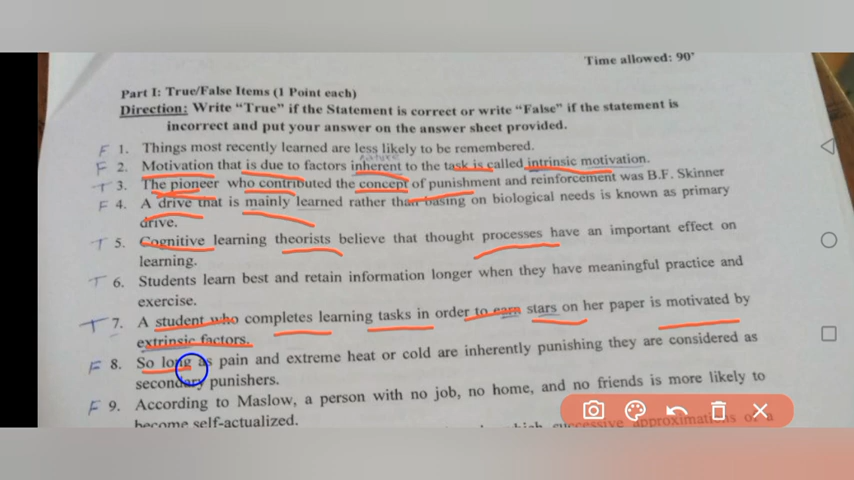 Time allowed: 90'
Part I: True/False Items (1 Point each)
Direction: Write "True" if the Statement is correct or write "False" if the statement is
incorrect and put your answer on the answer sheet provided.
F 1. Things most recently learned are less likely to be remembered.
nature
F 2. Motivation that is due to factors inherent to the task is called intrinsic motivation.
T 3. The pioneer who contributed the concept of punishment and reinforcement was B.F. Skinner
F 4. A drive that is mainly learned rather than basing on biological needs is known as primary
drive.
T 5. Cognitive learning theorists believe that thought processes have an important effect on
learning.
T 6. Students learn best and retain information longer when they have meaningful practice and
exercise.
T 7. A student who completes learning tasks in order to earn stars on her paper is motivated by
extrinsic factors.
F 8. So long as pain and extreme heat or cold are inherently punishing they are considered as
secondary punishers.
F 9. According to Maslow, a person with no job, no home, and no friends is more likely to
become self-actualized.
which successive approximations of a